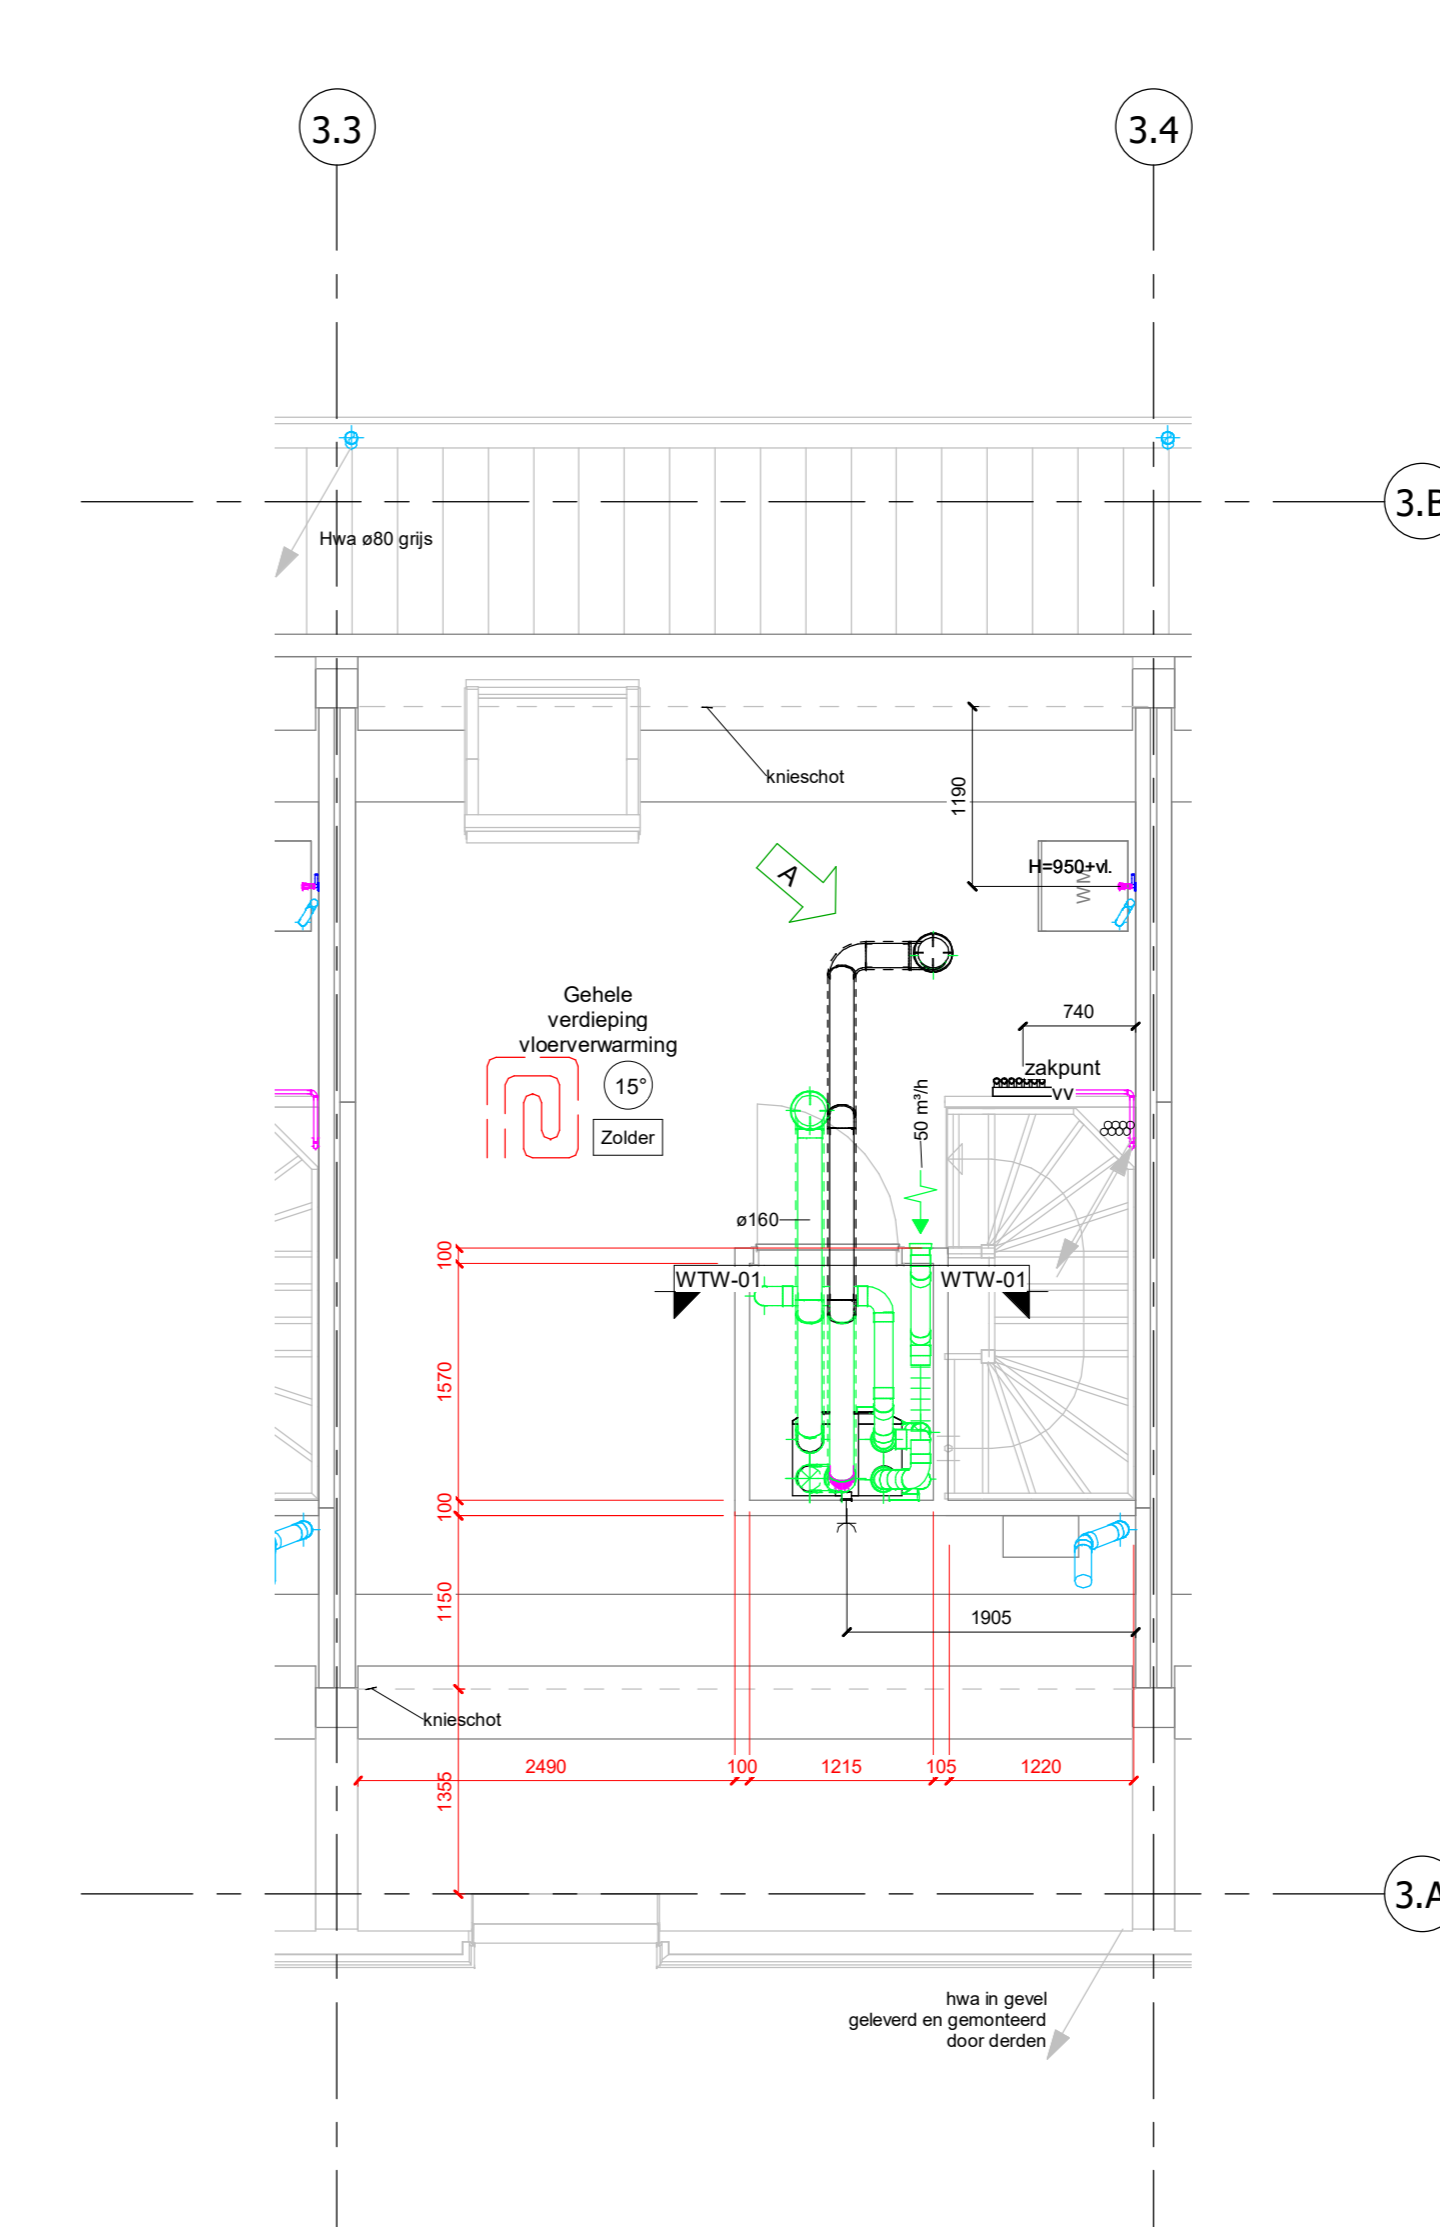 3.3
3.4
3.B
Hwa ø80 grijs
knieschot
1190
H=950+vl.
WM
A
Gehele
verdieping
vloerverwarming
15°
Zolder
740
zakpunt
vv
50 m³/h
ø160
100
WTW-01
WTW-01
1570
100
1150
1905
knieschot
2490
100
1215
105
1220
1355
3.A
hwa in gevel
geleverd en gemonteerd
door derden